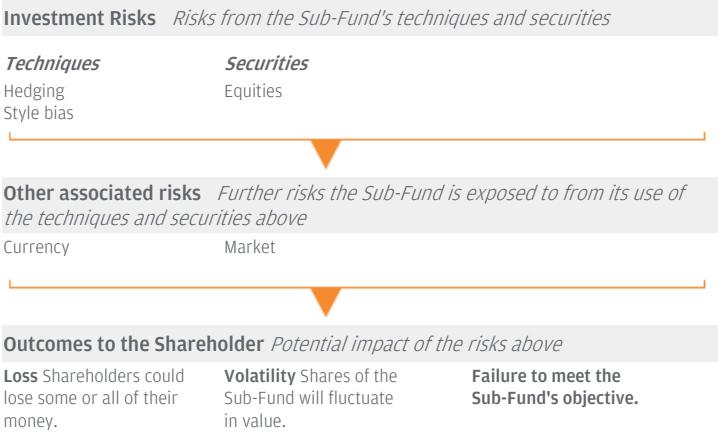 Investment Risks Risks from the Sub-Fund's techniques and securities
Techniques Securities
Hedging Equities
Style bias
Other associated risks Further risks the Sub-Fund is exposed to from its use of
the techniques and securities above
Currency Market
Outcomes to the Shareholder Potential impact of the risks above
Loss Shareholders could
lose some or all of their
money.
Volatility Shares of the
Sub-Fund will fluctuate
in value.
Failure to meet the
Sub-Fund's objective.